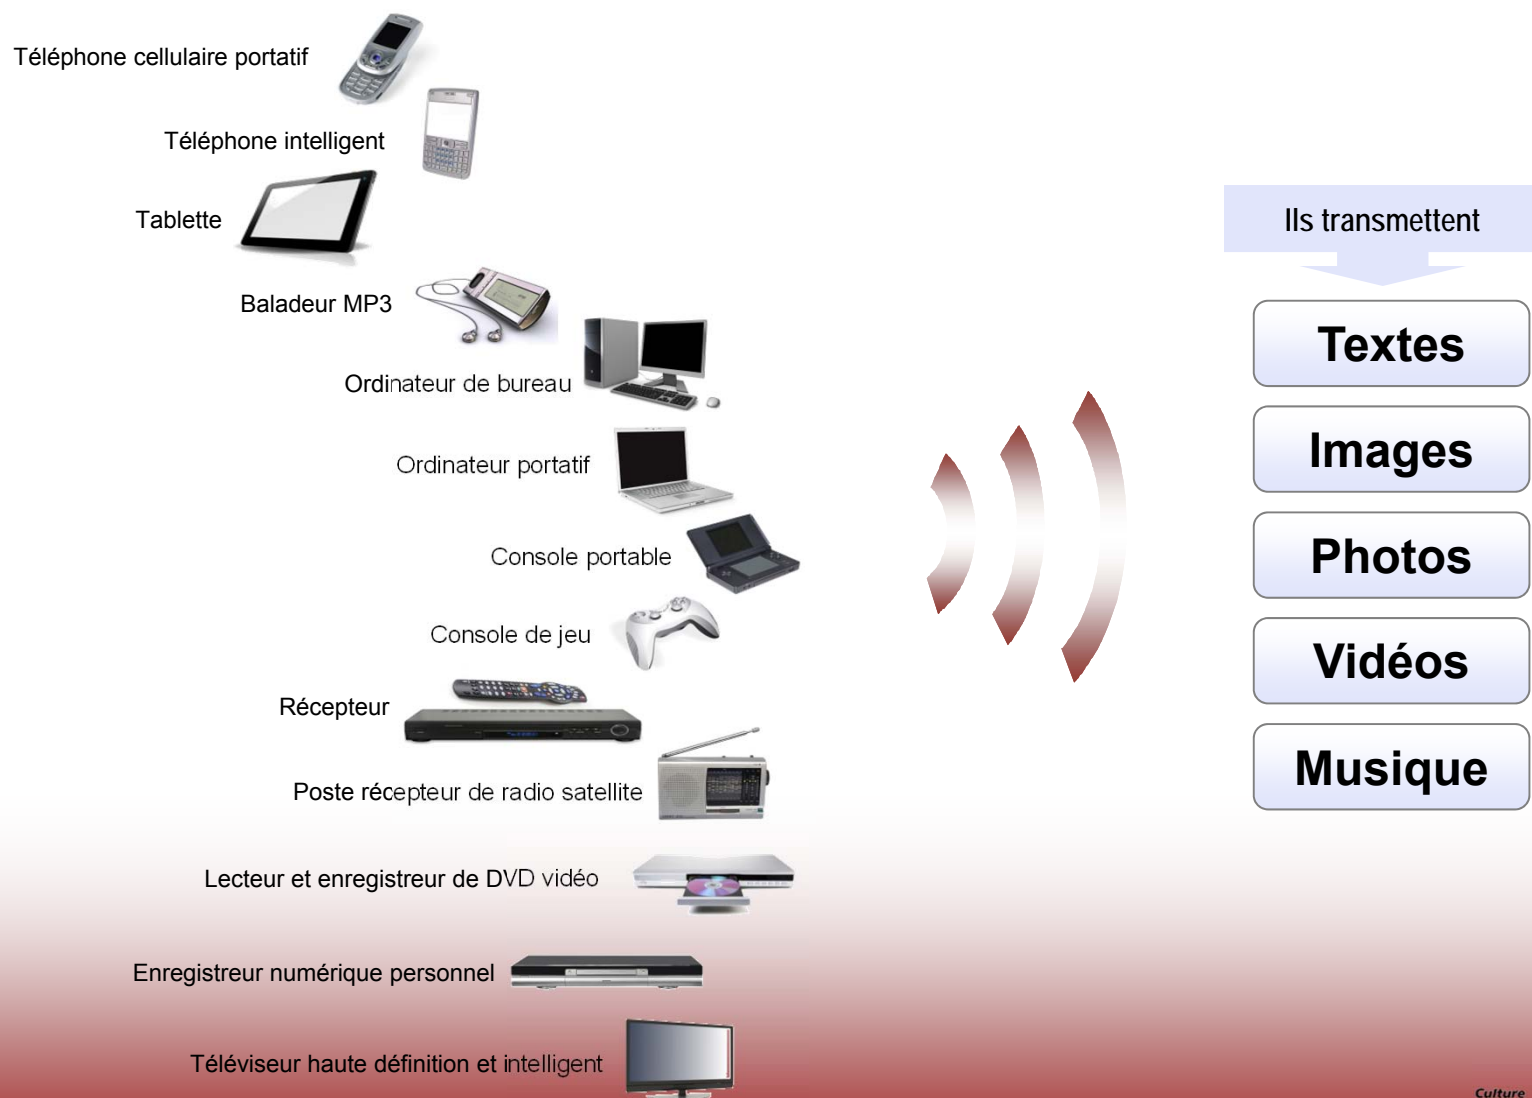 Téléphone cellulaire portatif
Téléphone intelligent
Tablette
Baladeur MP3
Ordinateur de bureau
Ordinateur portatif
Console portable
Console de jeu
Récepteur
Poste récepteur de radio satellite
Lecteur et enregistreur de DVD vidéo
Enregistreur numérique personnel
Téléviseur haute définition et intelligent
Ils transmettent
Textes
Images
Photos
Vidéos
Musique
Culture